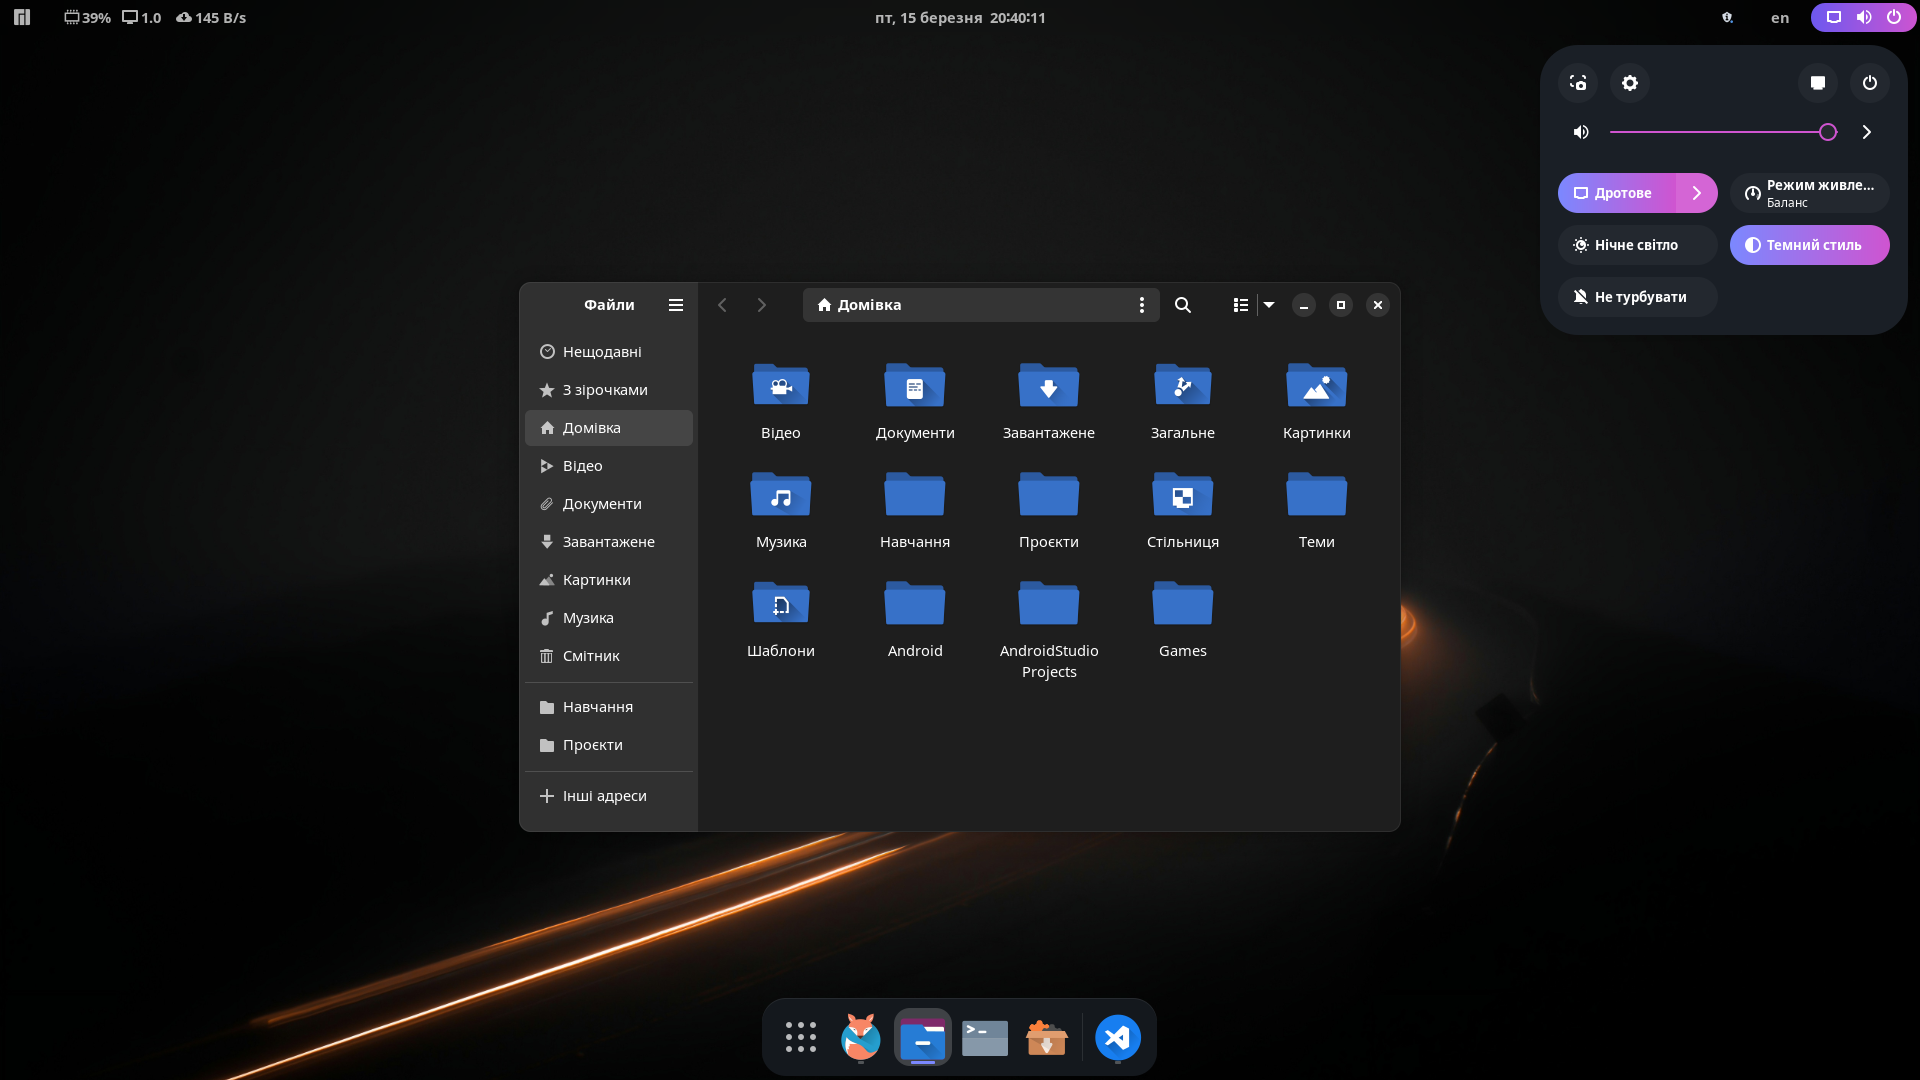 39% 1.0 145 B/s
пт, 15 березня 20:40:11
en
Дротове
Режим живле...
Баланс
Нічне світло
Темний стиль
Не турбувати
Файли
Домівка
Нещодавні
З зірочками
Домівка
Відео
Документи
Завантажене
Картинки
Музика
Смітник
Навчання
Проєкти
Інші адреси
Відео Документи Завантажене Загальне Картинки
Музика Навчання Проєкти Стільниця Теми
Шаблони Android AndroidStudio Games
Projects